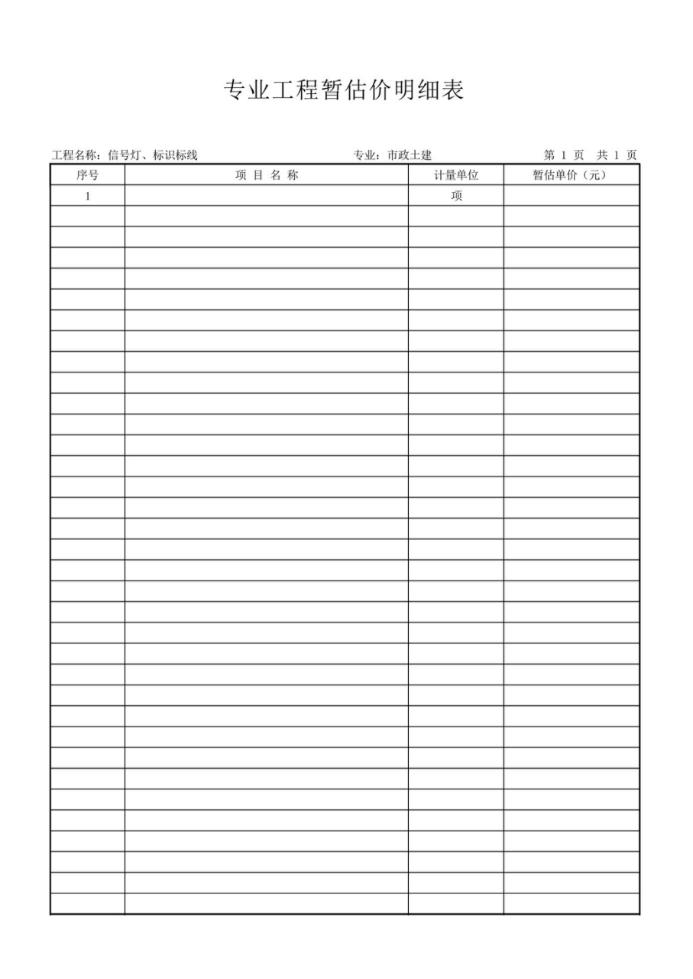 专业工程暂估价明细表
工程名称：信号灯、标识标线 专业：市政土建 第 1 页 共 1 页
序号 项 目 名 称 计量单位 暂估单价（元）
1 项